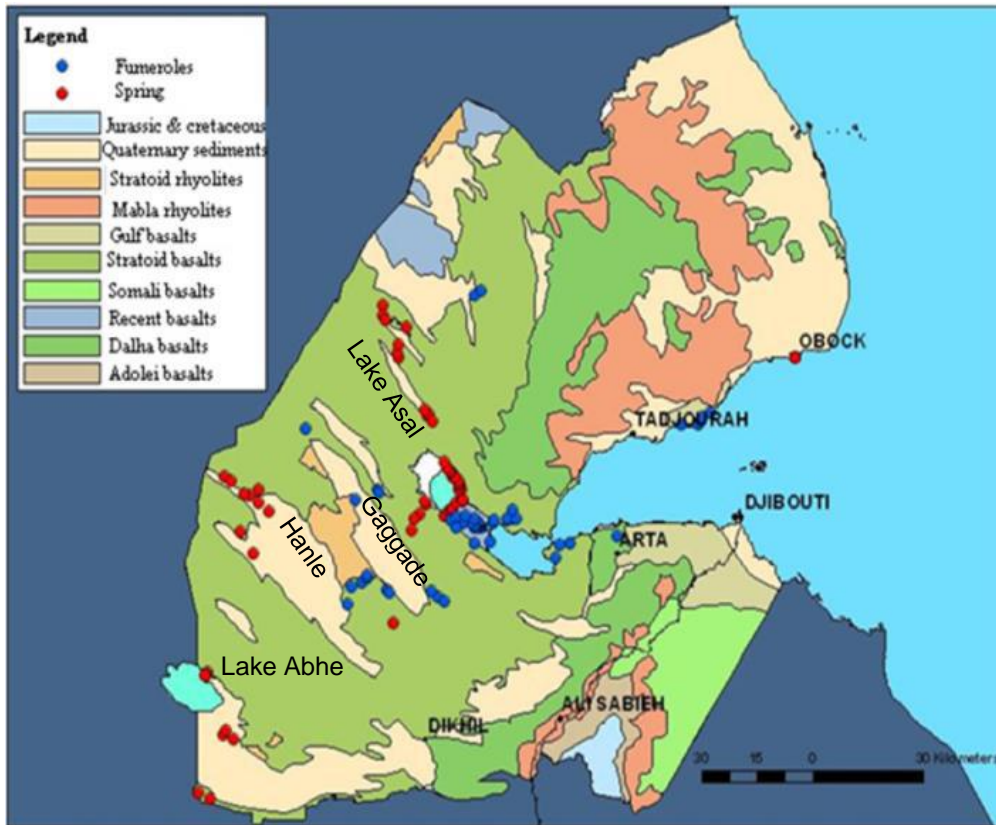 Legend
Fumeroles
Spring
Jurassic & cretaceous
Quaternary sediments
Stratoid rhyolites
Mabla rhyolites
Gulf basalts
Stratoid basalts
Somali basalts
Recent basalts
Dalha basalts
Adolei basalts
OBOCK
Lake Asal
TADJOURAH
DJIBOUTI
Hanle
Gaggade
ARTA
Lake Abhe
ALI SABIEH
DIKHIL
30 15 0 30 Kilometers